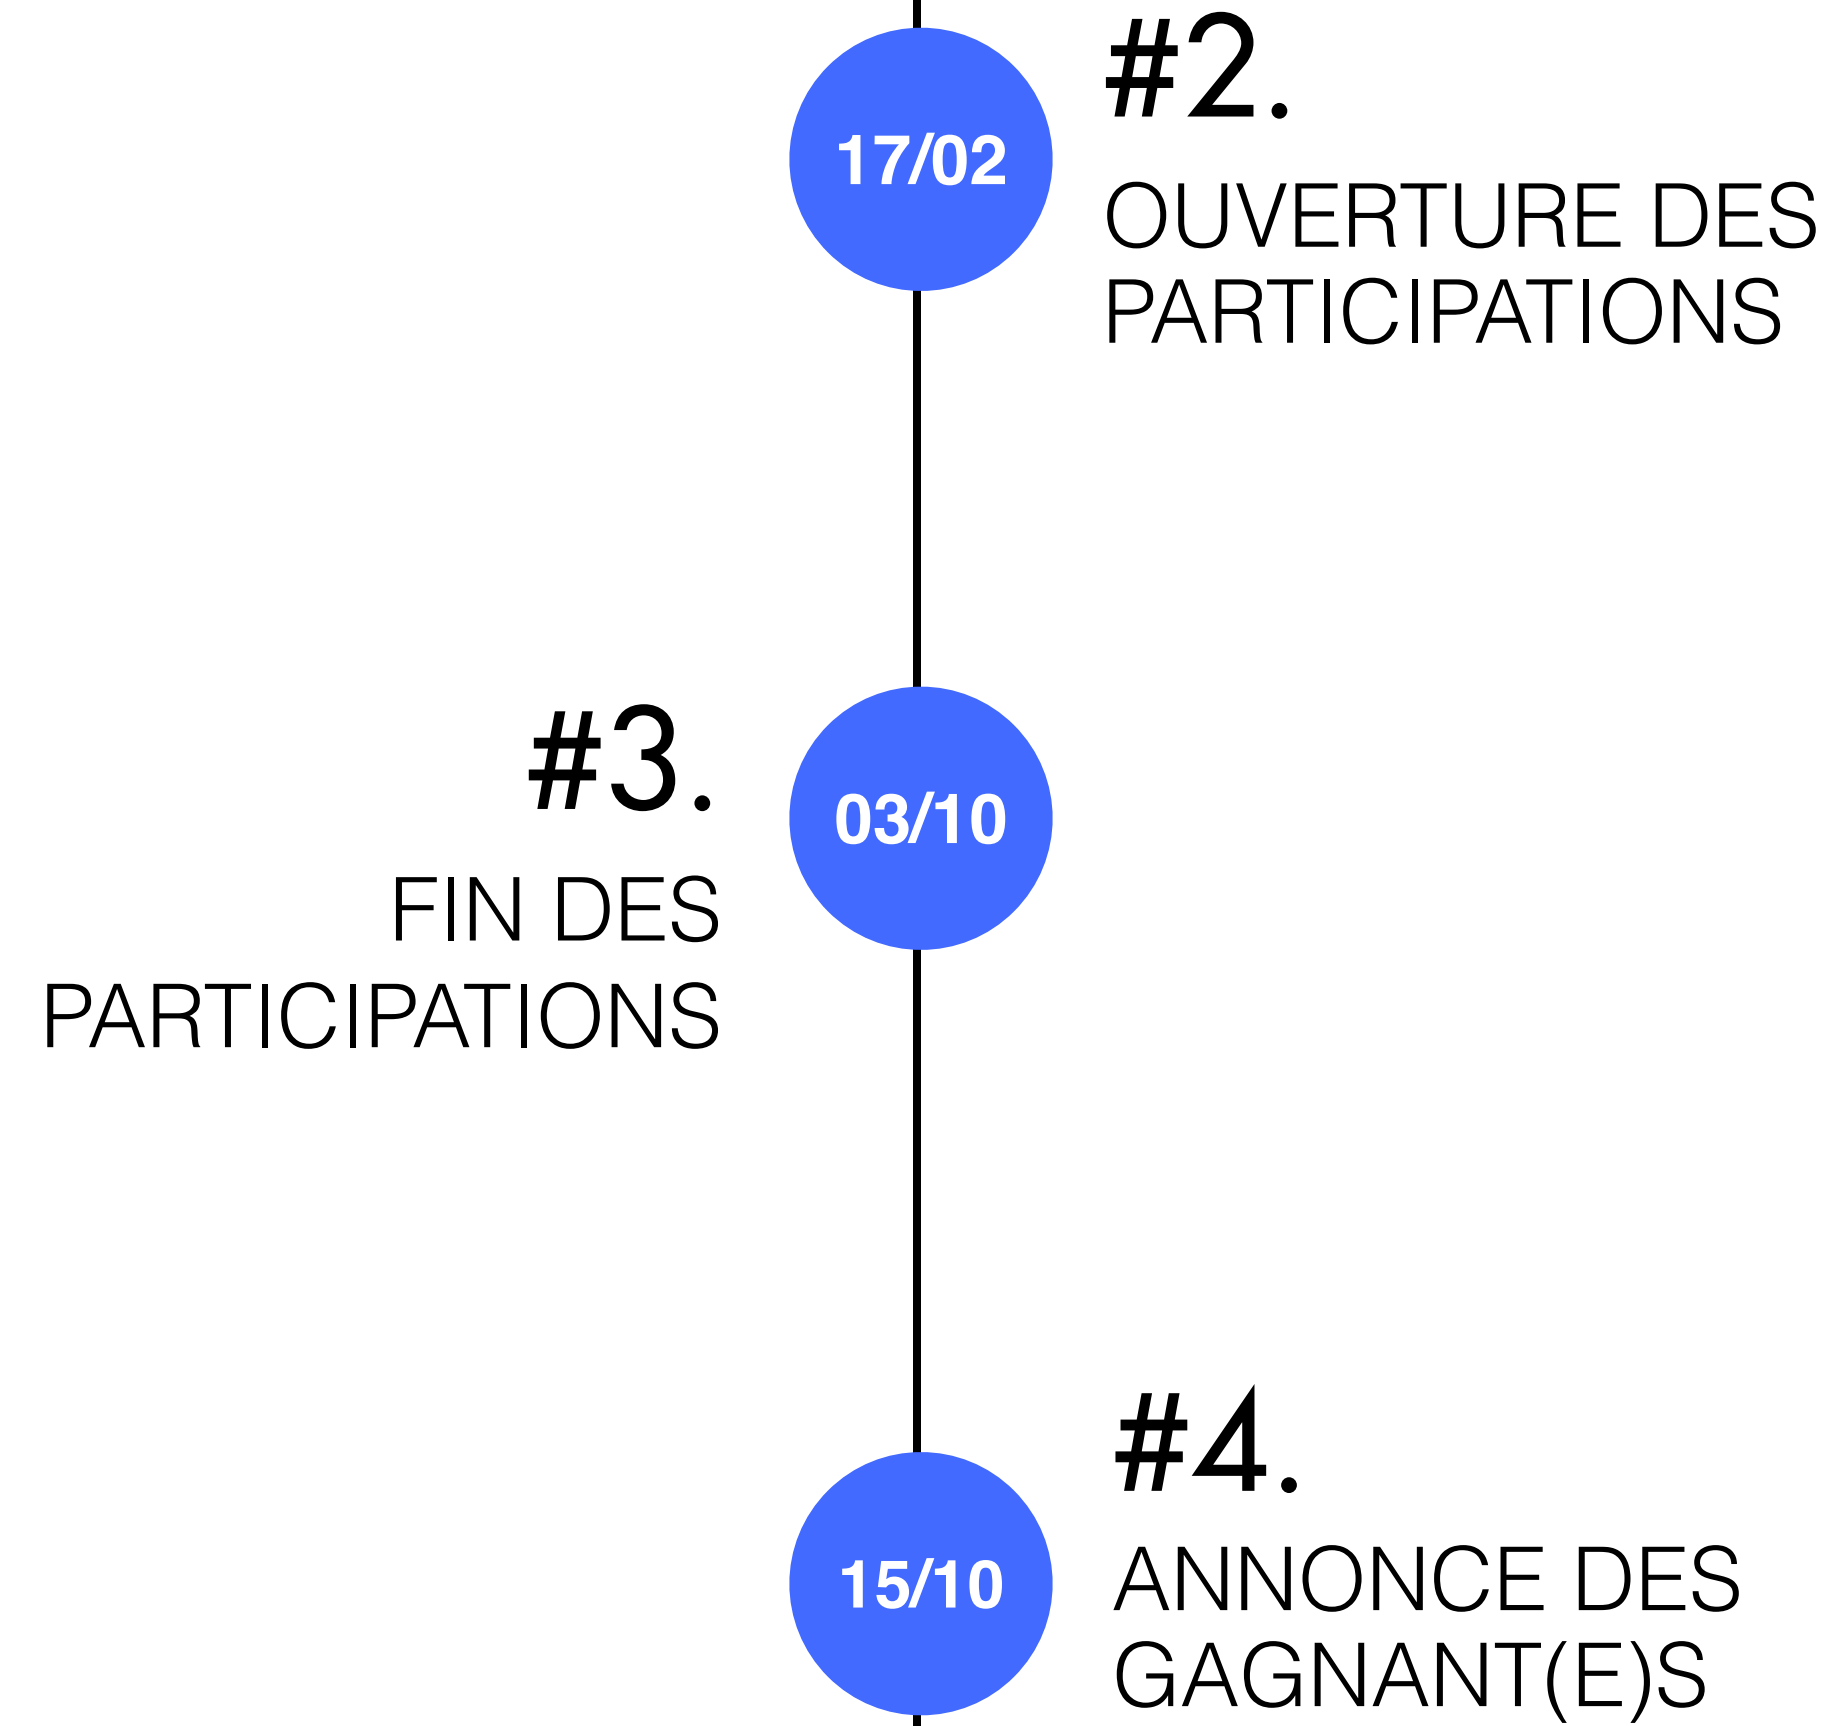 #2.
17/02
OUVERTURE DES
PARTICIPATIONS
#3.
03/10
FIN DES
PARTICIPATIONS
#4.
15/10
ANNONCE DES
GAGNANT(E)S